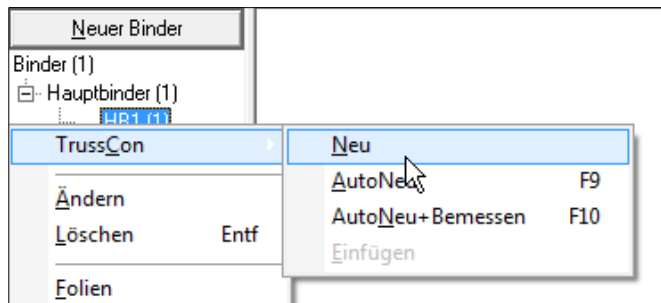 Neuer Binder
Binder (1)
Hauptbinder (1)
HB1 (1)
TrussCon
Neu
AutoNeu F9
Ändern
AutoNeu+Bemessen F10
Löschen Entf
Einfügen
Folien